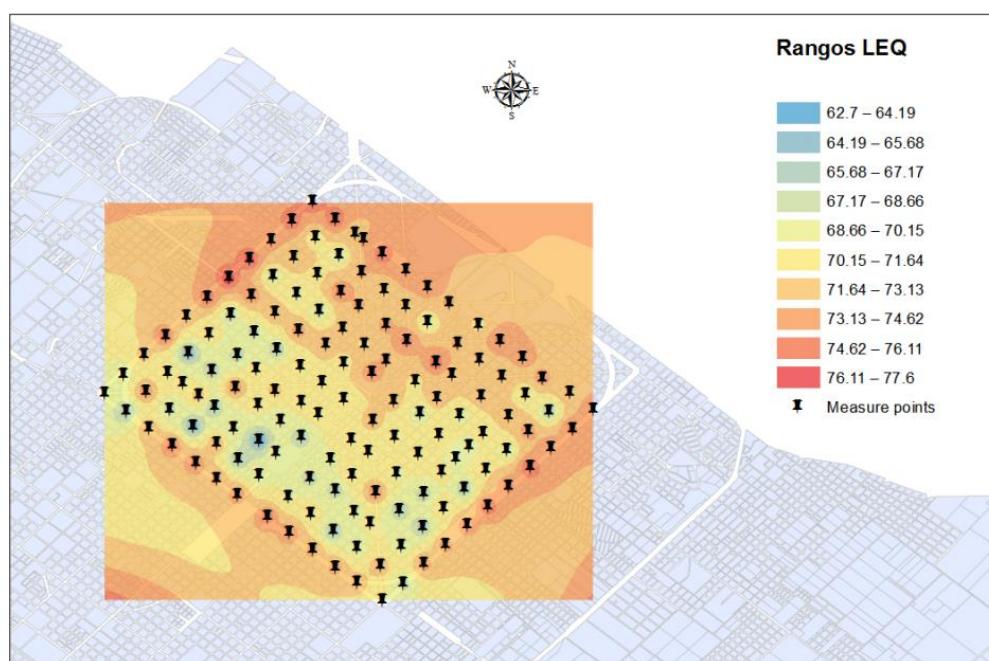 Rangos LEQ
N
W E
S
62.7 – 64.19
64.19 – 65.68
65.68 – 67.17
67.17 – 68.66
68.66 – 70.15
70.15 – 71.64
71.64 – 73.13
73.13 – 74.62
74.62 – 76.11
76.11 – 77.6
Measure points